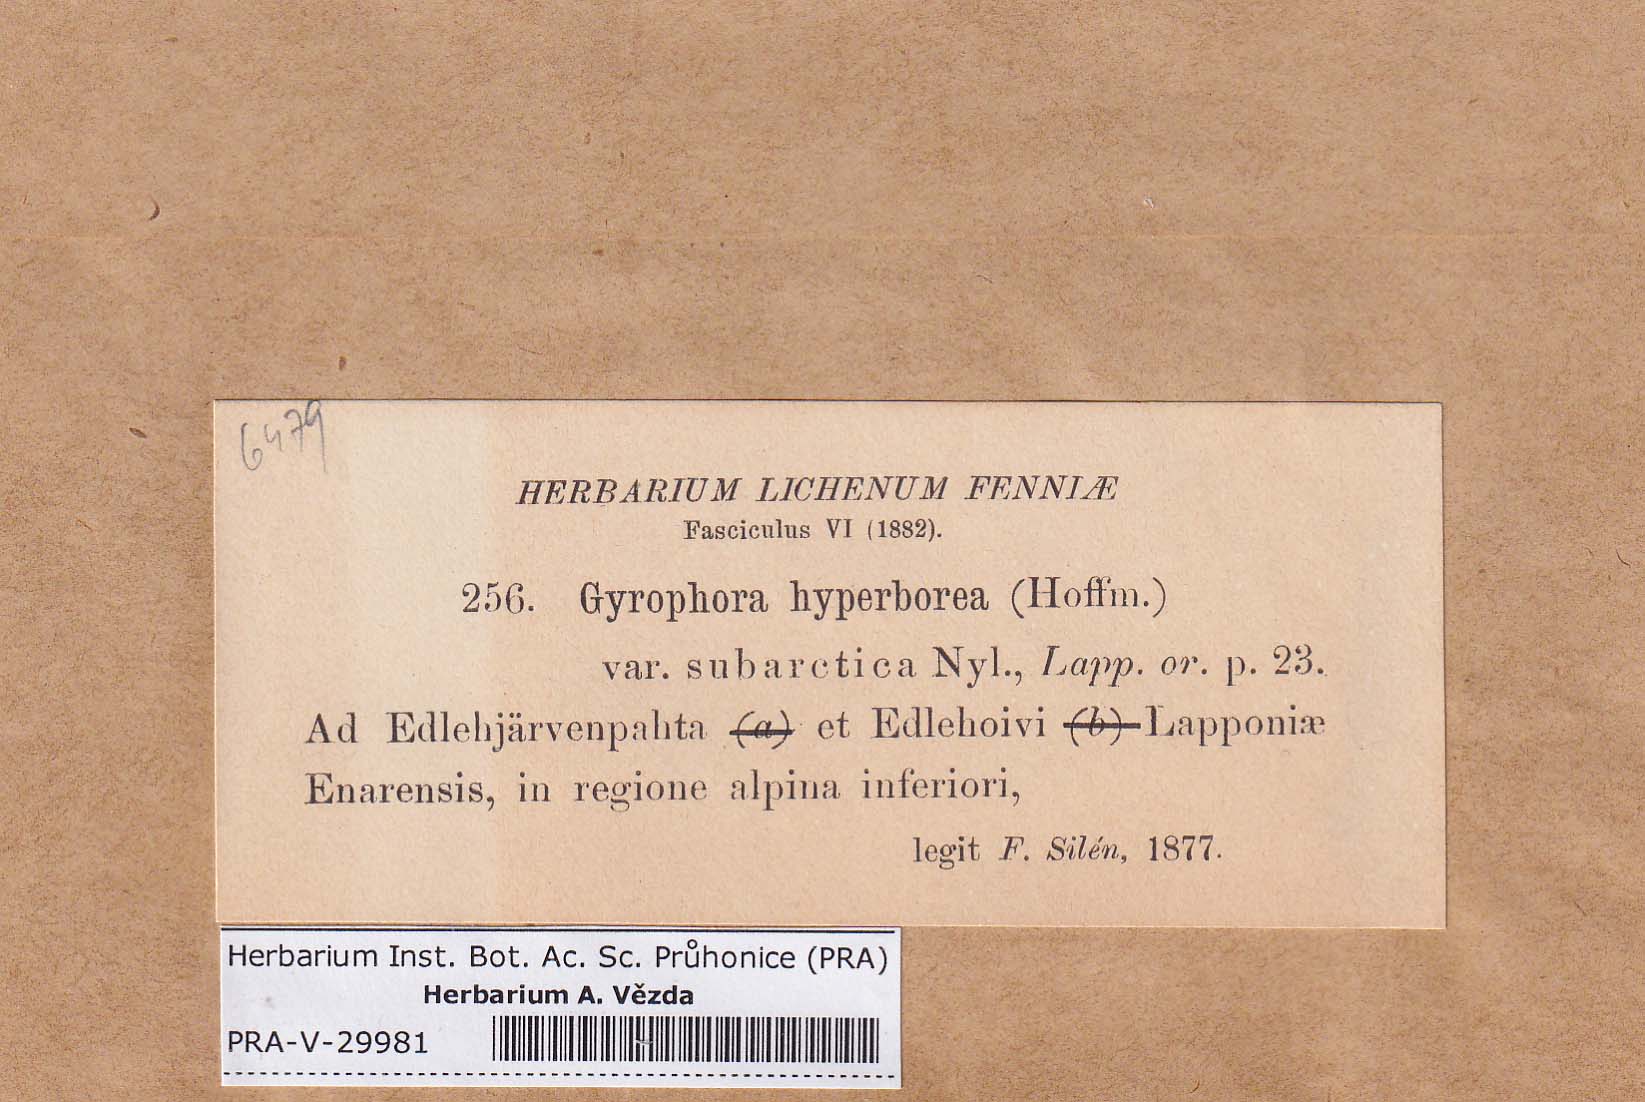 6479
HERBARIUM LICHENUM FENNIÆ
Fasciculus VI (1882).
256. Gyrophora hyperborea (Hoffm.)
var. subarctica Nyl., Lapp. or. p. 23.
Ad Edlehjärvenpahta (a) et Edlehoivi (b) Lapponiæ
Enarensis, in regione alpina inferiori,
legit F. Silén, 1877.
Herbarium Inst. Bot. Ac. Sc. Průhonice (PRA)
Herbarium A. Vězda
PRA-V-29981